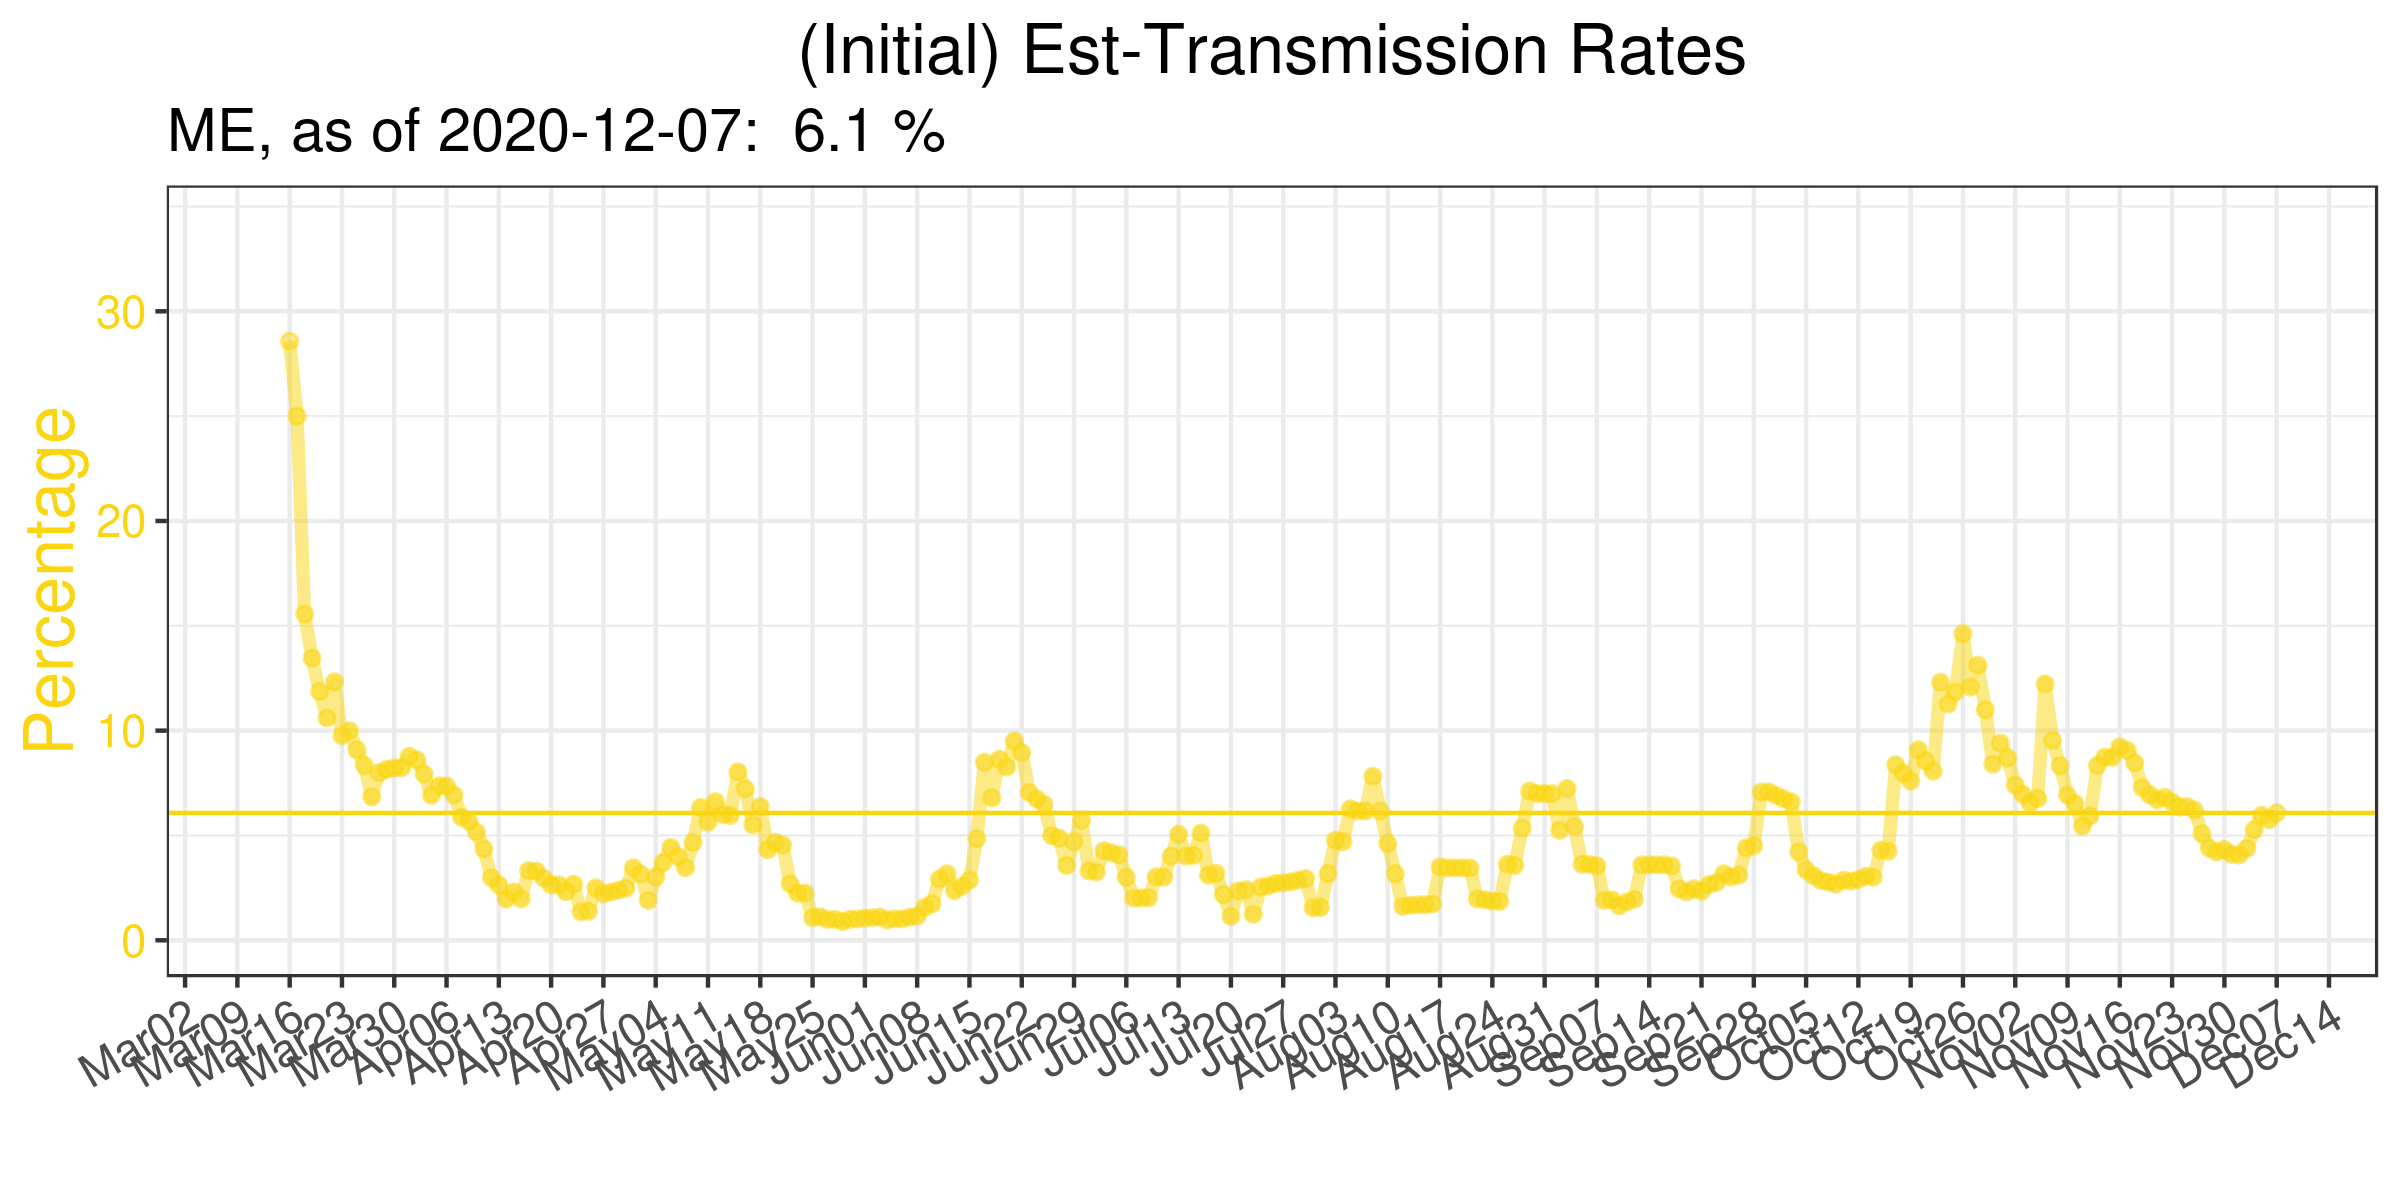 (Initial) Est-Transmission Rates
ME, as of 2020-12-07:  6.1 %
Percentage
30
20
10
0
Mar02
Mar09
Mar16
Mar23
Mar30
Apr06
Apr13
Apr20
Apr27
May04
May11
May18
May25
Jun01
Jun08
Jun15
Jun22
Jun29
Jul06
Jul13
Jul20
Jul27
Aug03
Aug10
Aug17
Aug24
Aug31
Sep07
Sep14
Sep21
Sep28
Oct05
Oct12
Oct19
Oct26
Nov02
Nov09
Nov16
Nov23
Nov30
Dec07
Dec14